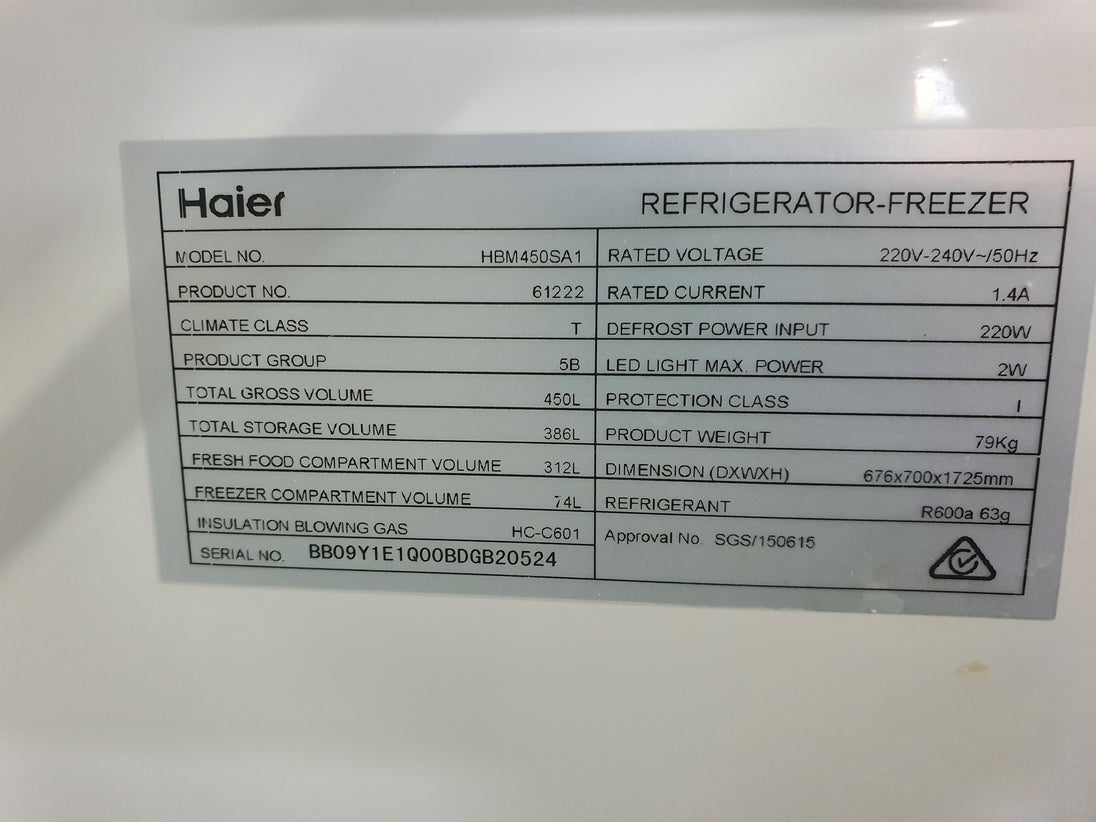 Haier REFRIGERATOR-FREEZER
MODEL NO. HBM450SA1
PRODUCT NO. 61222
CLIMATE CLASS T
PRODUCT GROUP 5B
TOTAL GROSS VOLUME 450L
TOTAL STORAGE VOLUME 386L
FRESH FOOD COMPARTMENT VOLUME 312L
FREEZER COMPARTMENT VOLUME 74L
INSULATION BLOWING GAS HC-C601
SERIAL NO. BB09Y1E1Q00BDGB20524
RATED VOLTAGE 220V-240V~/50Hz
RATED CURRENT 1.4A
DEFROST POWER INPUT 220W
LED LIGHT MAX. POWER 2W
PROTECTION CLASS I
PRODUCT WEIGHT 79Kg
DIMENSION (DXWXH) 676x700x1725mm
REFRIGERANT R600a 63g
Approval No. SGS/150615